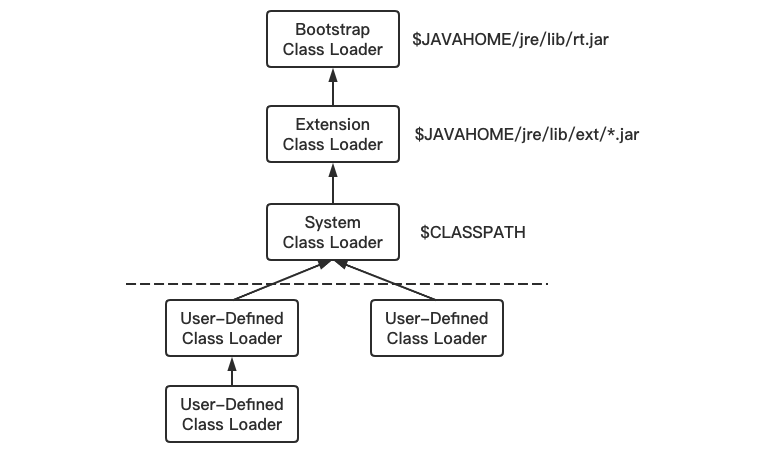 Bootstrap
Class Loader
$JAVAHOME/jre/lib/rt.jar
Extension
Class Loader
$JAVAHOME/jre/lib/ext/*.jar
System
Class Loader
$CLASSPATH
User-Defined
Class Loader
User-Defined
Class Loader
User-Defined
Class Loader